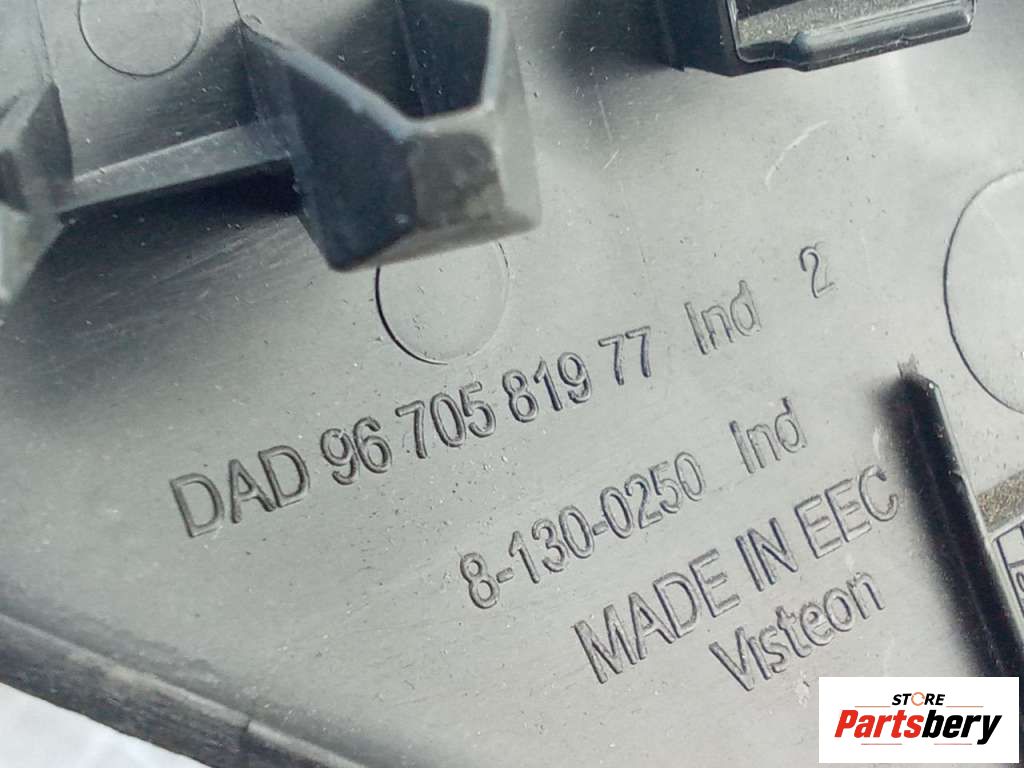 DAD 96 705 819 77 Ind 2
8-130-0250 Ind
MADE IN EEC
Visteon
STORE
Partsbery